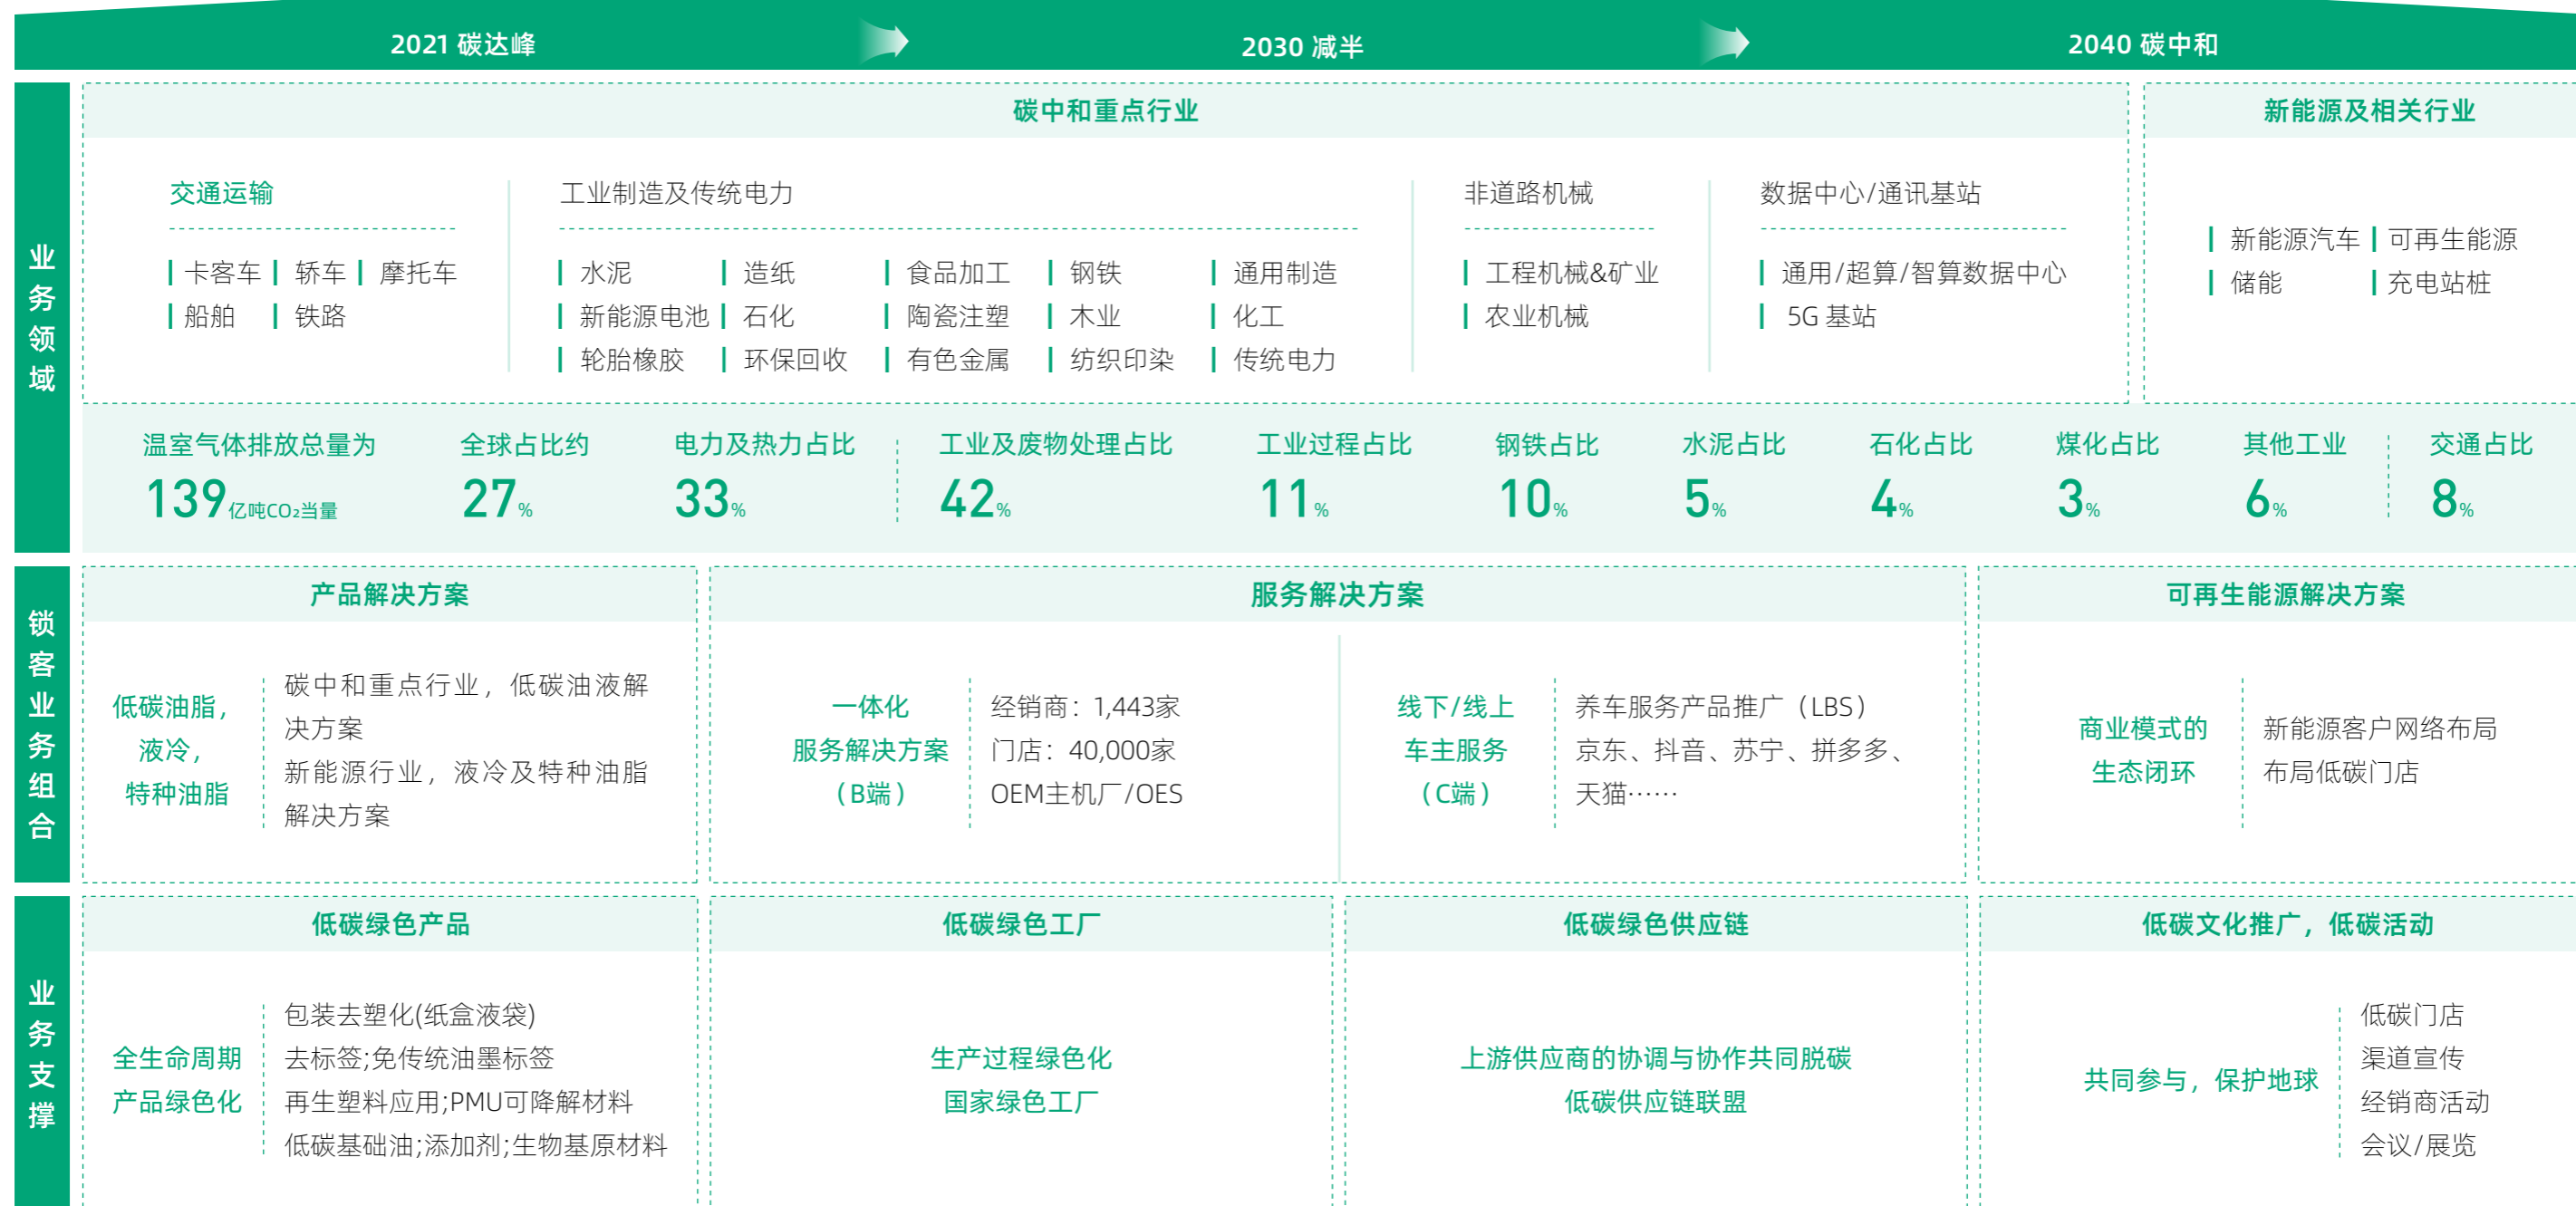 2021 碳达峰
2030 减半
2040 碳中和
业务领域
碳中和重点行业
交通运输
卡客车 轿车 摩托车
船舶 铁路
工业制造及传统电力
水泥 造纸 食品加工 钢铁 通用制造
新能源电池 石化 陶瓷注塑 木业 化工
轮胎橡胶 环保回收 有色金属 纺织印染 传统电力
非道路机械
工程机械&矿业
农业机械
数据中心/通讯基站
通用/超算/智算数据中心
5G 基站
新能源及相关行业
新能源汽车 可再生能源
储能 充电站桩
温室气体排放总量为
139亿吨CO₂当量
全球占比约
27%
电力及热力占比
33%
工业及废物处理占比
42%
工业过程占比
11%
钢铁占比
10%
水泥占比
5%
石化占比
4%
煤化占比
3%
其他工业
6%
交通占比
8%
锁客业务组合
产品解决方案
低碳油脂，
液冷，
特种油脂
碳中和重点行业，低碳油液解
决方案
新能源行业，液冷及特种油脂
解决方案
服务解决方案
一体化
服务解决方案
（B端）
经销商：1,443家
门店：40,000家
OEM主机厂/OES
线下/线上
车主服务
（C端）
养车服务产品推广（LBS）
京东、抖音、苏宁、拼多多、
天猫……
可再生能源解决方案
商业模式的
生态闭环
新能源客户网络布局
布局低碳门店
业务支撑
低碳绿色产品
全生命周期
产品绿色化
包装去塑化(纸盒液袋)
去标签;免传统油墨标签
再生塑料应用;PMU可降解材料
低碳基础油;添加剂;生物基原材料
低碳绿色工厂
生产过程绿色化
国家绿色工厂
低碳绿色供应链
上游供应商的协调与协作共同脱碳
低碳供应链联盟
低碳文化推广，低碳活动
共同参与，保护地球
低碳门店
渠道宣传
经销商活动
会议/展览